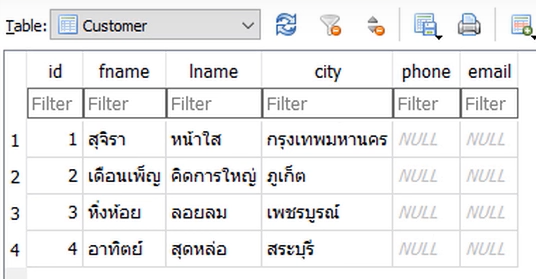 Table: Customer
id fname lname city phone email
Filter Filter Filter Filter Filter Filter
1 1 สุจิรา หน้าใส กรุงเทพมหานคร NULL NULL
2 2 เดือนเพ็ญ คิดการใหญ่ ภูเก็ต NULL NULL
3 3 หิ่งห้อย ลอยลม เพชรบูรณ์ NULL NULL
4 4 อาทิตย์ สุดหล่อ สระบุรี NULL NULL